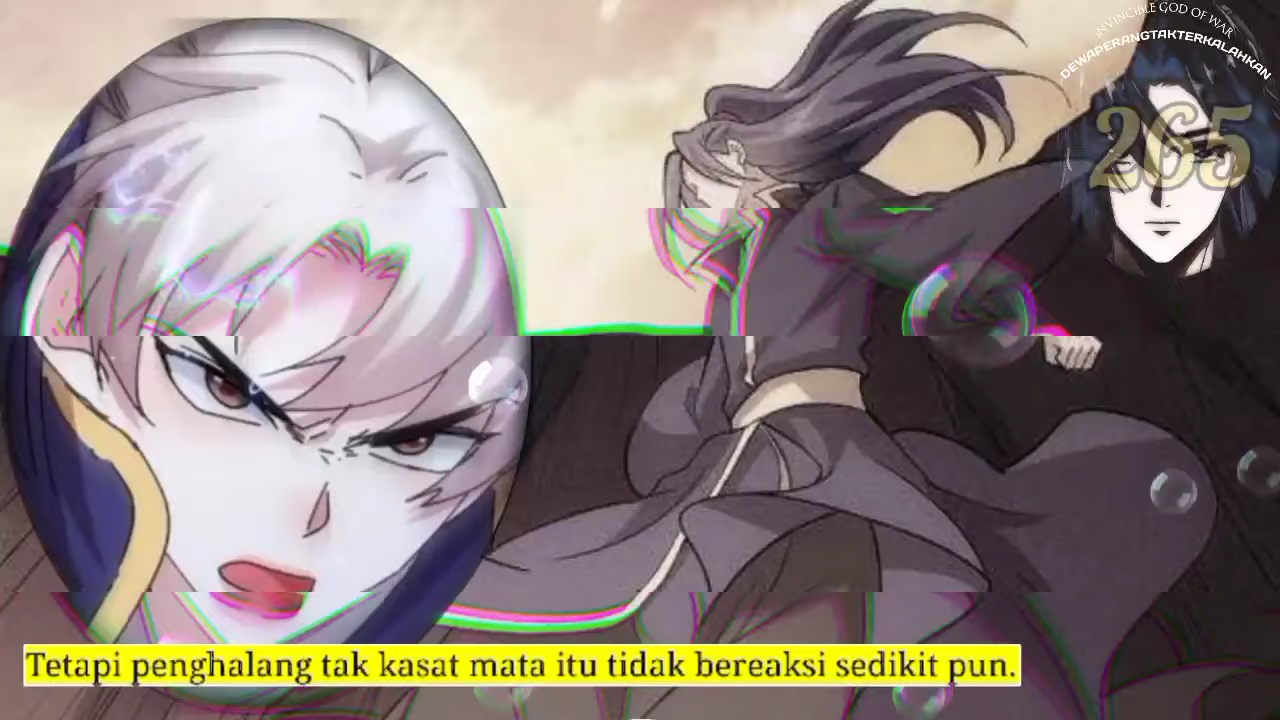 INVINCIBLE GOD OF WAR
DEWAPERANGTAKTERKALAHKAN
265
Tetapi penghalang tak kasat mata itu tidak bereaksi sedikit pun.